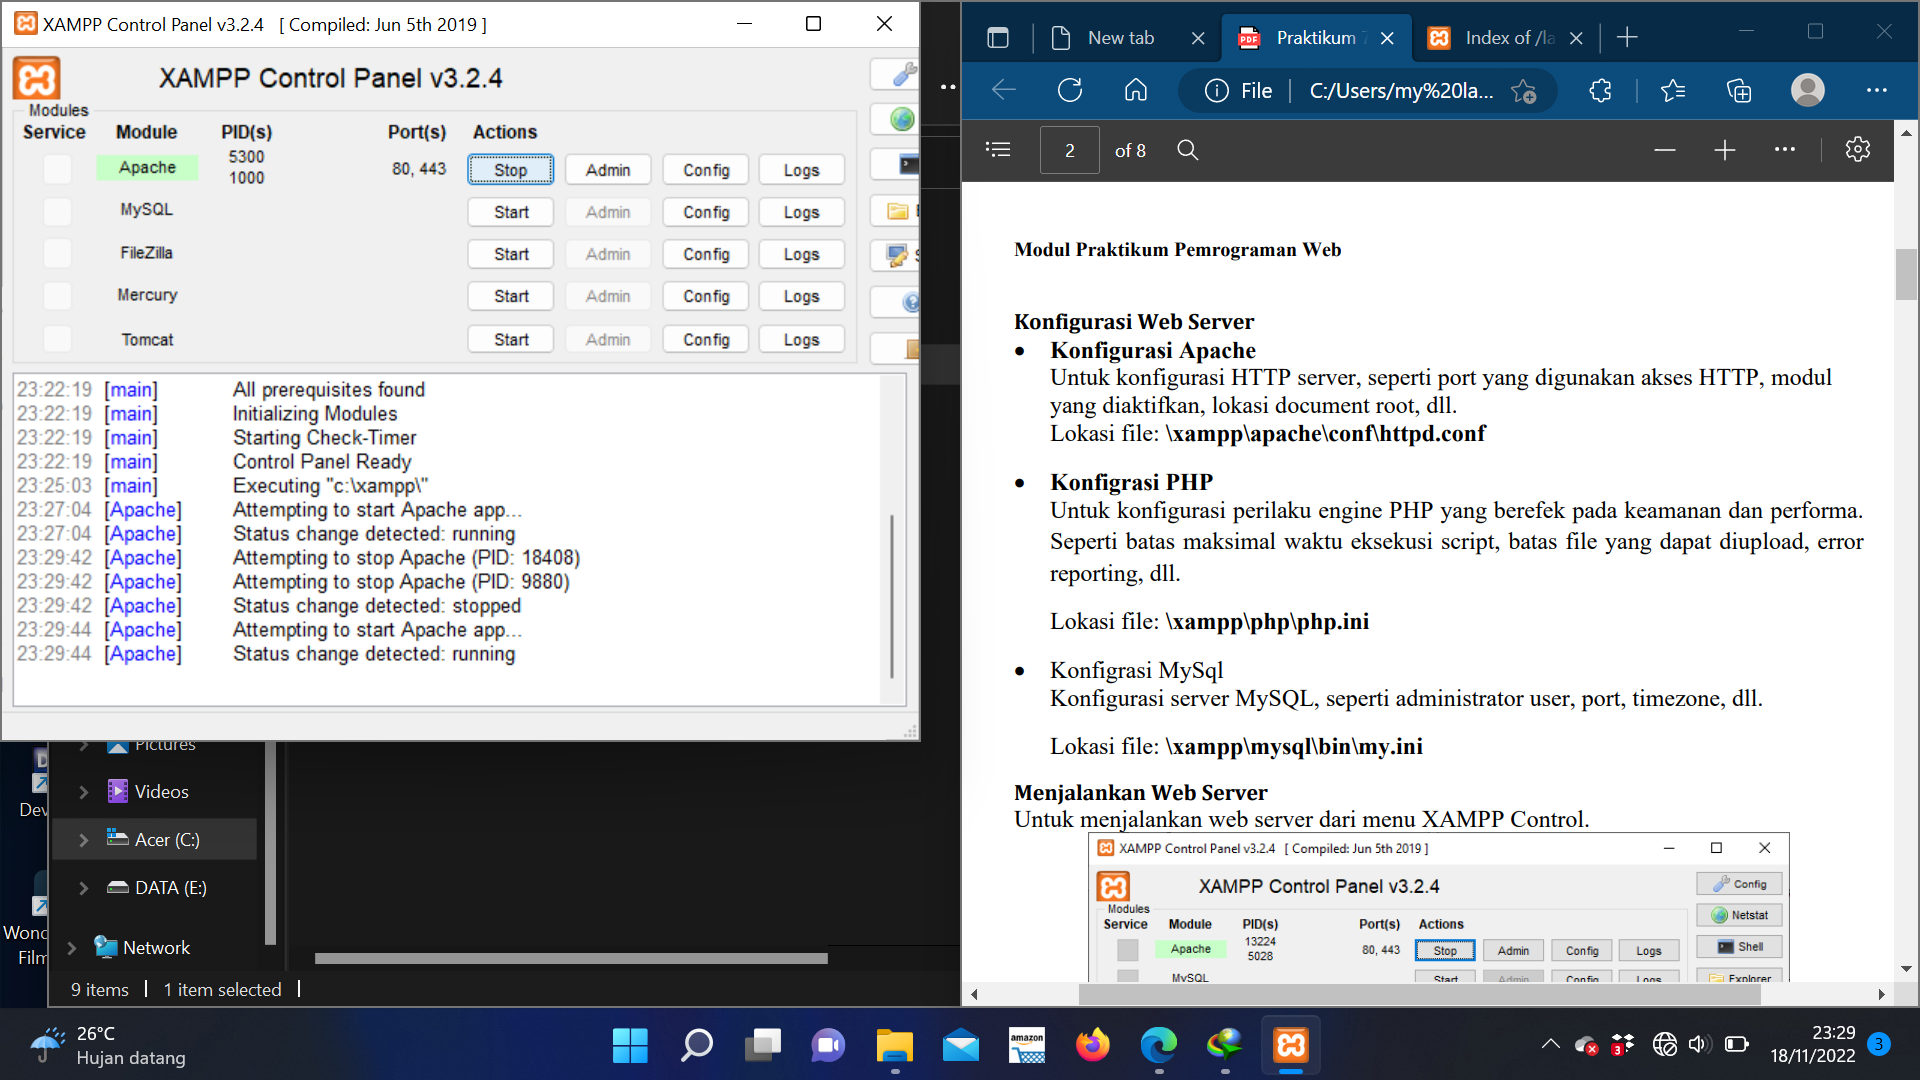 XAMPP Control Panel v3.2.4 [ Compiled: Jun 5th 2019 ]
XAMPP Control Panel v3.2.4
Modules
Service Module PID(s) Port(s) Actions
Apache 5300 80, 443 Stop Admin Config Logs
1000
MySQL Start Admin Config Logs
FileZilla Start Admin Config Logs
Mercury Start Admin Config Logs
Tomcat Start Admin Config Logs
23:22:19 [main] All prerequisites found
23:22:19 [main] Initializing Modules
23:22:19 [main] Starting Check-Timer
23:22:19 [main] Control Panel Ready
23:25:03 [main] Executing "c:\xampp\"
23:27:04 [Apache] Attempting to start Apache app...
23:27:04 [Apache] Status change detected: running
23:29:42 [Apache] Attempting to stop Apache (PID: 18408)
23:29:42 [Apache] Attempting to stop Apache (PID: 9880)
23:29:42 [Apache] Status change detected: stopped
23:29:44 [Apache] Attempting to start Apache app...
23:29:44 [Apache] Status change detected: running
Pictures
Videos
Acer (C:)
DATA (E:)
Network
9 items 1 item selected
Dev
Wond
Film
New tab
PDF
Praktikum 7
Index of /la
File C:/Users/my%20la...
2 of 8
Modul Praktikum Pemrograman Web
Konfigurasi Web Server
• Konfigurasi Apache
Untuk konfigurasi HTTP server, seperti port yang digunakan akses HTTP, modul
yang diaktifkan, lokasi document root, dll.
Lokasi file: \xampp\apache\conf\httpd.conf
• Konfigrasi PHP
Untuk konfigurasi perilaku engine PHP yang berefek pada keamanan dan performa.
Seperti batas maksimal waktu eksekusi script, batas file yang dapat diupload, error
reporting, dll.
Lokasi file: \xampp\php\php.ini
• Konfigrasi MySql
Konfigurasi server MySQL, seperti administrator user, port, timezone, dll.
Lokasi file: \xampp\mysql\bin\my.ini
Menjalankan Web Server
Untuk menjalankan web server dari menu XAMPP Control.
XAMPP Control Panel v3.2.4 [ Compiled: Jun 5th 2019 ]
XAMPP Control Panel v3.2.4
Config
Modules
Service Module PID(s) Port(s) Actions
Netstat
Apache 13224 80, 443 Stop Admin Config Logs
5028
Shell
MySQL Start Admin Config Logs
Explorer
26°C
Hujan datang
amazon
3
23:29
18/11/2022
3